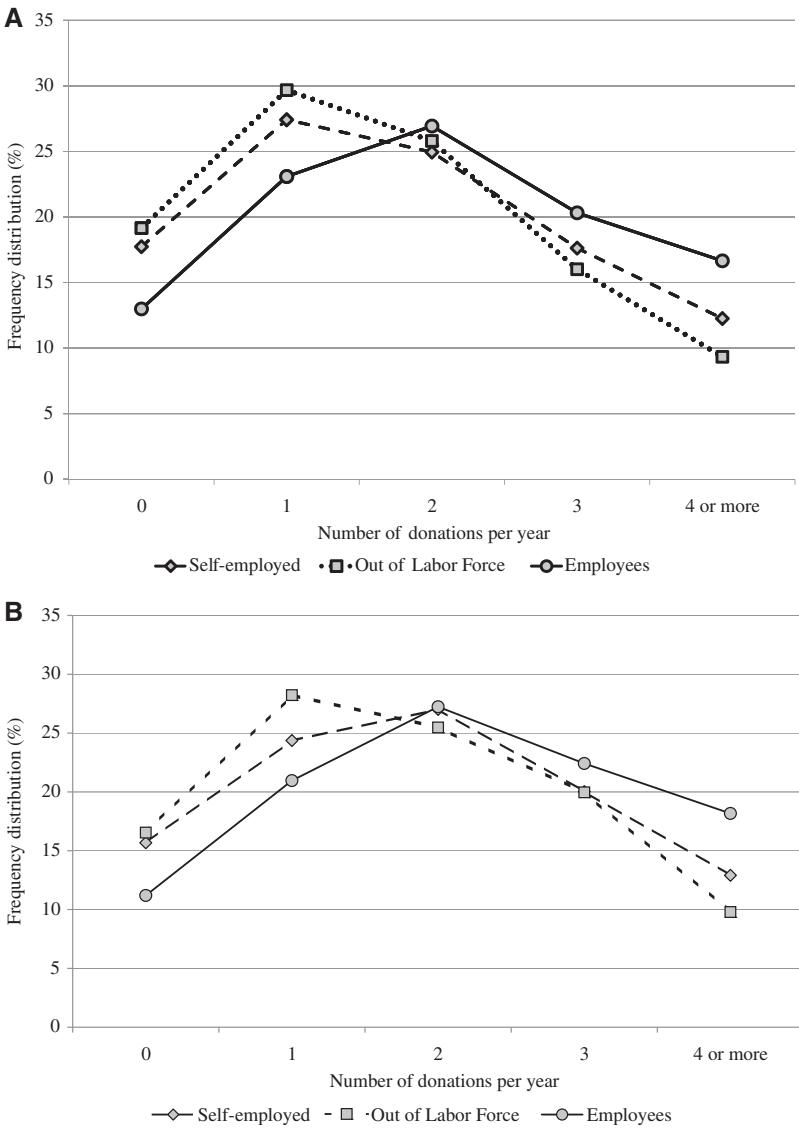 A
35
30
25
20
15
10
5
0
Frequency distribution (%)
0 1 2 3 4 or more
Number of donations per year
Self-employed Out of Labor Force Employees
B
35
30
25
20
15
10
5
0
Frequency distribution (%)
0 1 2 3 4 or more
Number of donations per year
Self-employed Out of Labor Force Employees